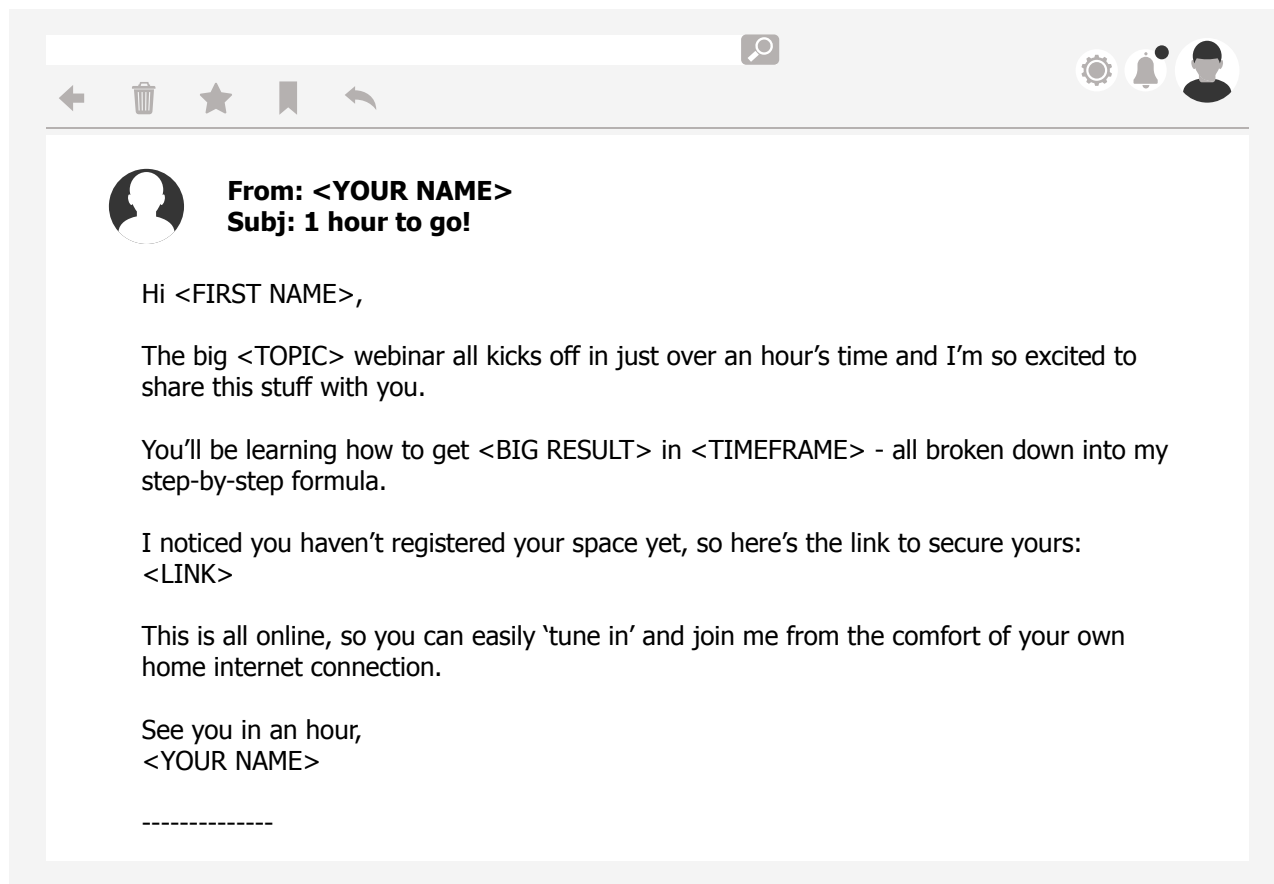 From: <YOUR NAME>
Subj: 1 hour to go!
Hi <FIRST NAME>,
The big <TOPIC> webinar all kicks off in just over an hour’s time and I’m so excited to
share this stuff with you.
You’ll be learning how to get <BIG RESULT> in <TIMEFRAME> - all broken down into my
step-by-step formula.
I noticed you haven’t registered your space yet, so here’s the link to secure yours:
<LINK>
This is all online, so you can easily ‘tune in’ and join me from the comfort of your own
home internet connection.
See you in an hour,
<YOUR NAME>
--------------